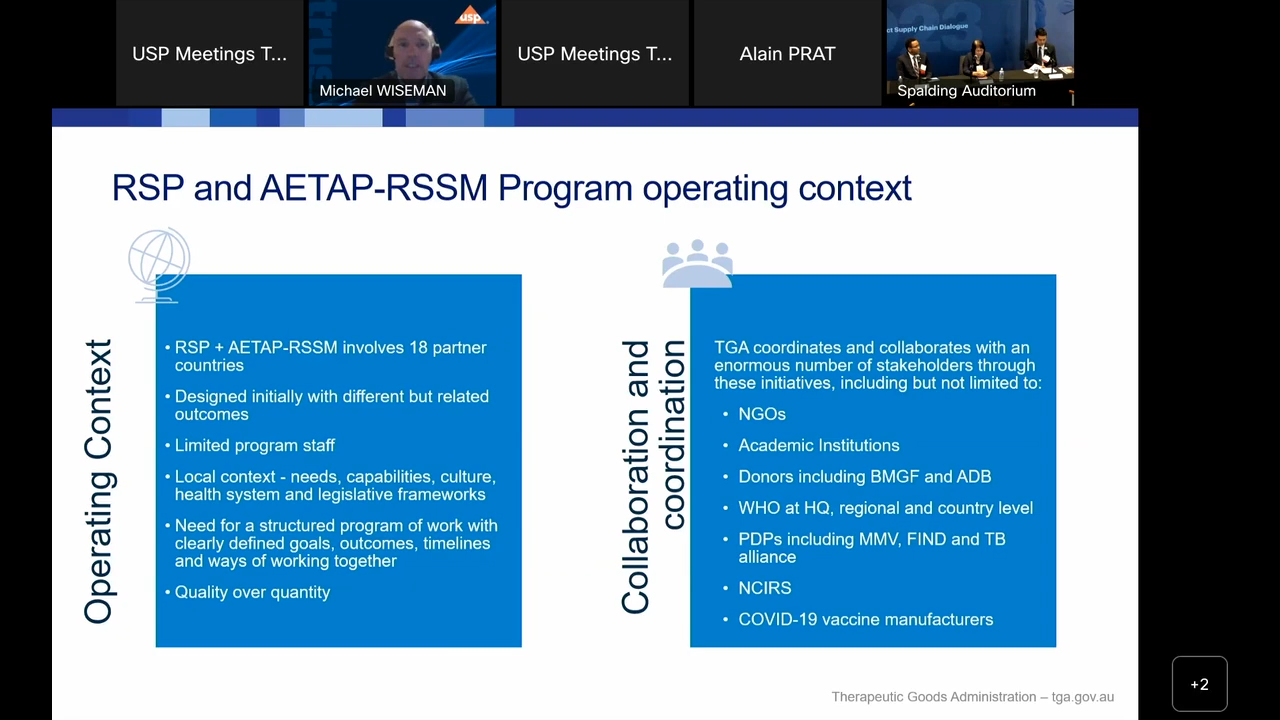 USP Meetings T...
usp
trus
Michael WISEMAN
USP Meetings T...
Alain PRAT
ct Supply Chain Dialogue
Spalding Auditorium
RSP and AETAP-RSSM Program operating context
Operating Context
• RSP + AETAP-RSSM involves 18 partner
countries
• Designed initially with different but related
outcomes
• Limited program staff
• Local context - needs, capabilities, culture,
health system and legislative frameworks
• Need for a structured program of work with
clearly defined goals, outcomes, timelines
and ways of working together
• Quality over quantity
Collaboration and
coordination
TGA coordinates and collaborates with an
enormous number of stakeholders through
these initiatives, including but not limited to:
• NGOs
• Academic Institutions
• Donors including BMGF and ADB
• WHO at HQ, regional and country level
• PDPs including MMV, FIND and TB
alliance
• NCIRS
• COVID-19 vaccine manufacturers
Therapeutic Goods Administration – tga.gov.au
+2